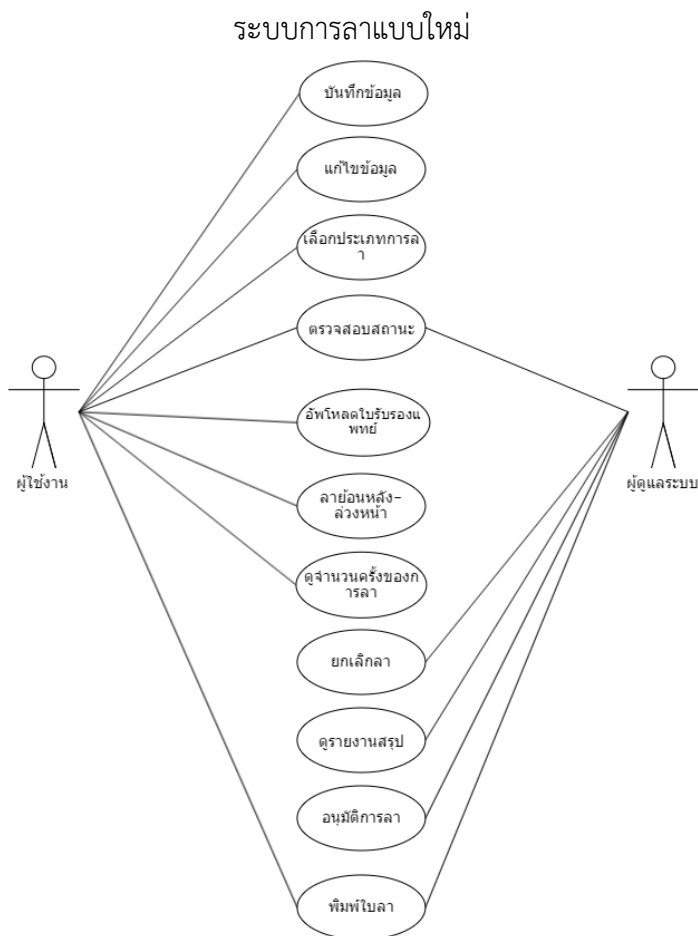 ระบบการลาแบบใหม่
บันทึกข้อมูล
แก้ไขข้อมูล
เลือกประเภทการล
า
ตรวจสอบสถานะ
อัพโหลดใบรับรองแ
พทย์
ผู้ใช้งาน
ผู้ดูแลระบบ
ลาย้อนหลัง-
ล่วงหน้า
ดูจำนวนครั้งของก
ารลา
ยกเลิกลา
ดูรายงานสรุป
อนุมัติการลา
พิมพ์ใบลา